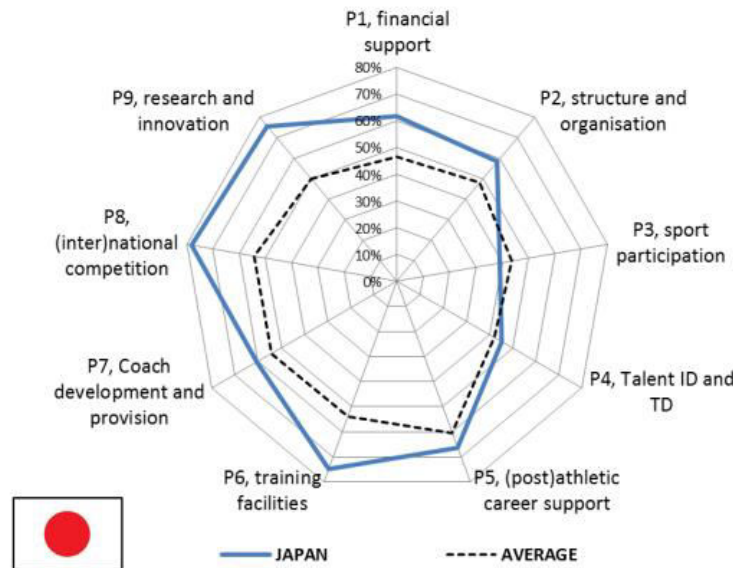 P1, financial
support
80%
70%
60%
50%
40%
30%
20%
10%
0%
P2, structure and
organisation
P3, sport
participation
P4, Talent ID and
TD
P5, (post)athletic
career support
P6, training
facilities
P7, Coach
development and
provision
P8,
(inter)national
competition
P9, research and
innovation
JAPAN
AVERAGE